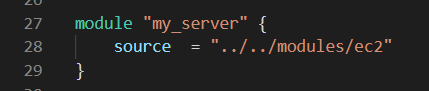 27 module "my_server" {
28     source  = "../../modules/ec2"
29 }